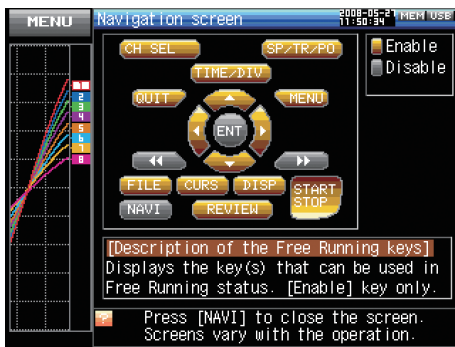 MENU
Navigation screen
2008-05-27
11:50:34
MEM USB
CH SEL
SP/TR/PO
TIME/DIV
QUIT
MENU
ENT
FILE
CURS
DISP
START
STOP
NAVI
REVIEW
Enable
Disable
1
2
3
4
5
6
7
8
[Description of the Free Running keys]
Displays the key(s) that can be used in
Free Running status. [Enable] key only.
? Press [NAVI] to close the screen.
Screens vary with the operation.